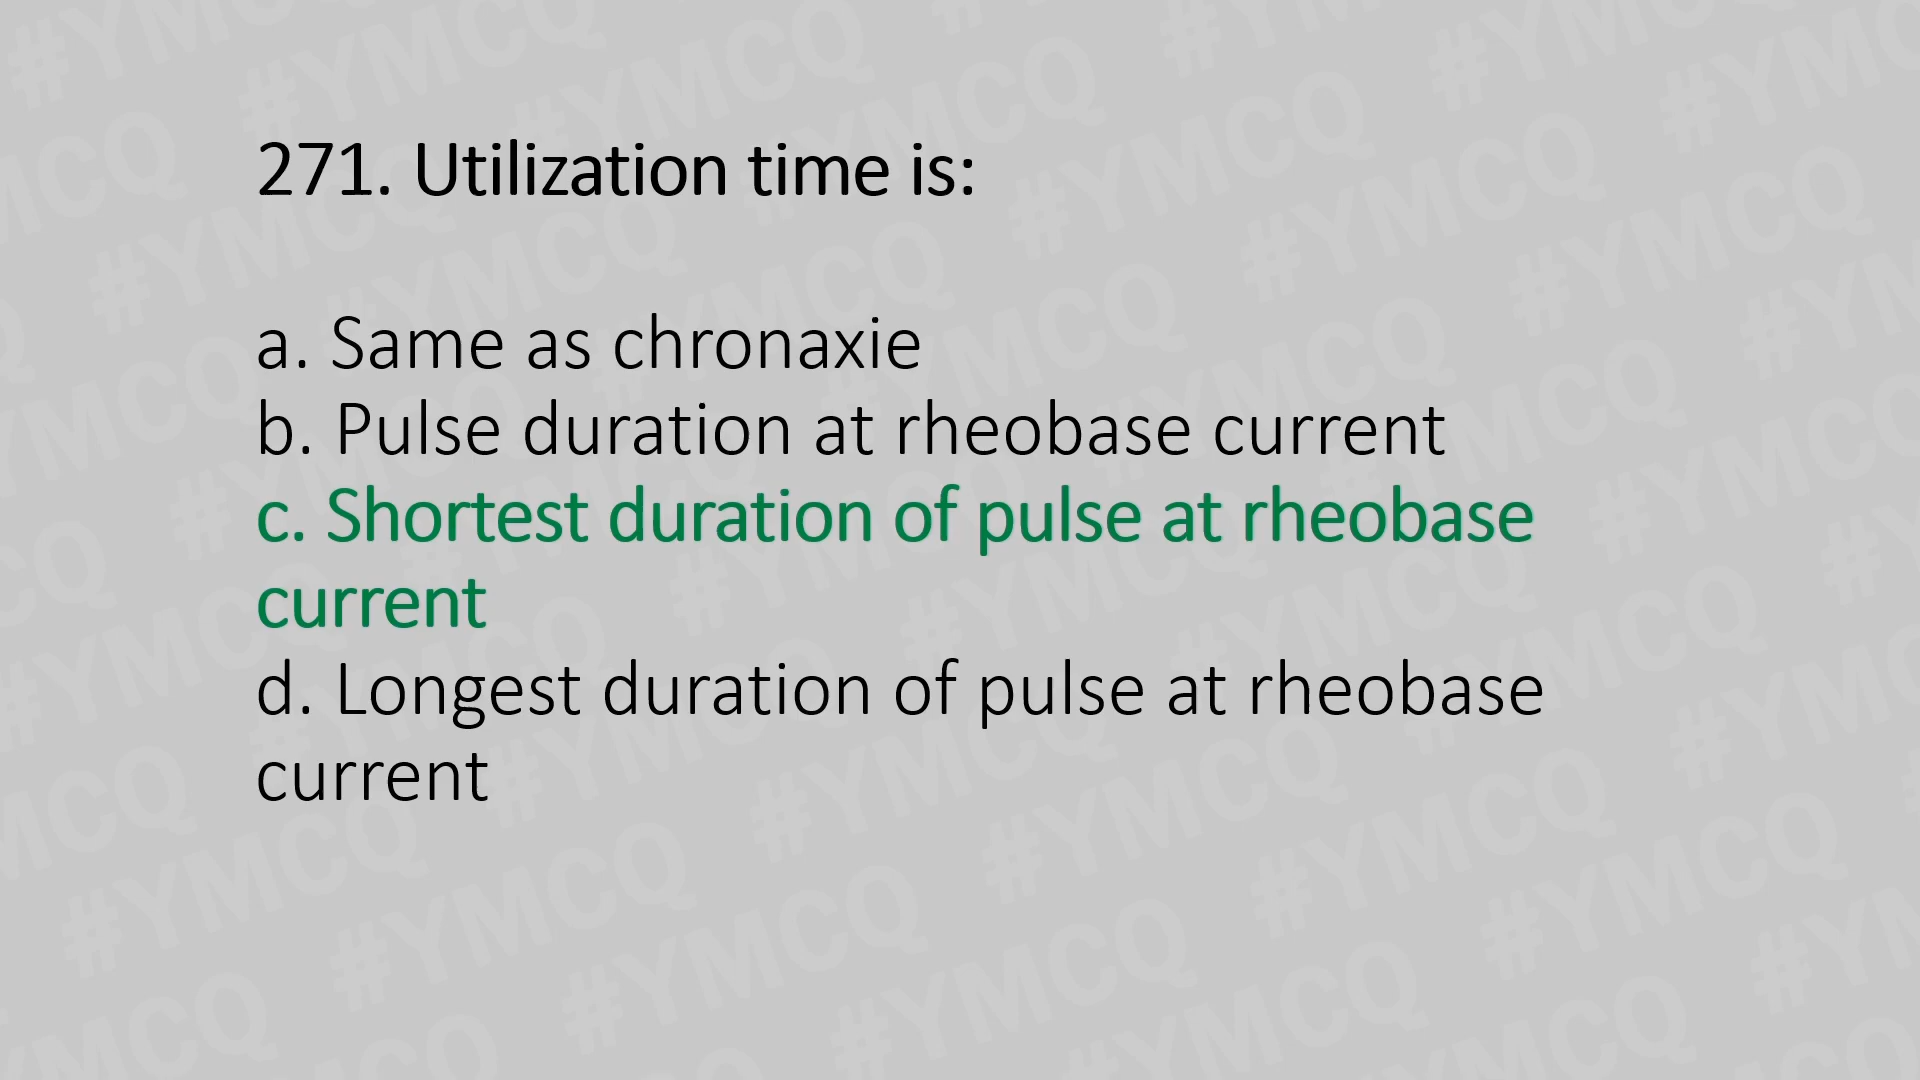 271. Utilization time is:
a. Same as chronaxie
b. Pulse duration at rheobase current
c. Shortest duration of pulse at rheobase
current
d. Longest duration of pulse at rheobase
current
#YMCQ